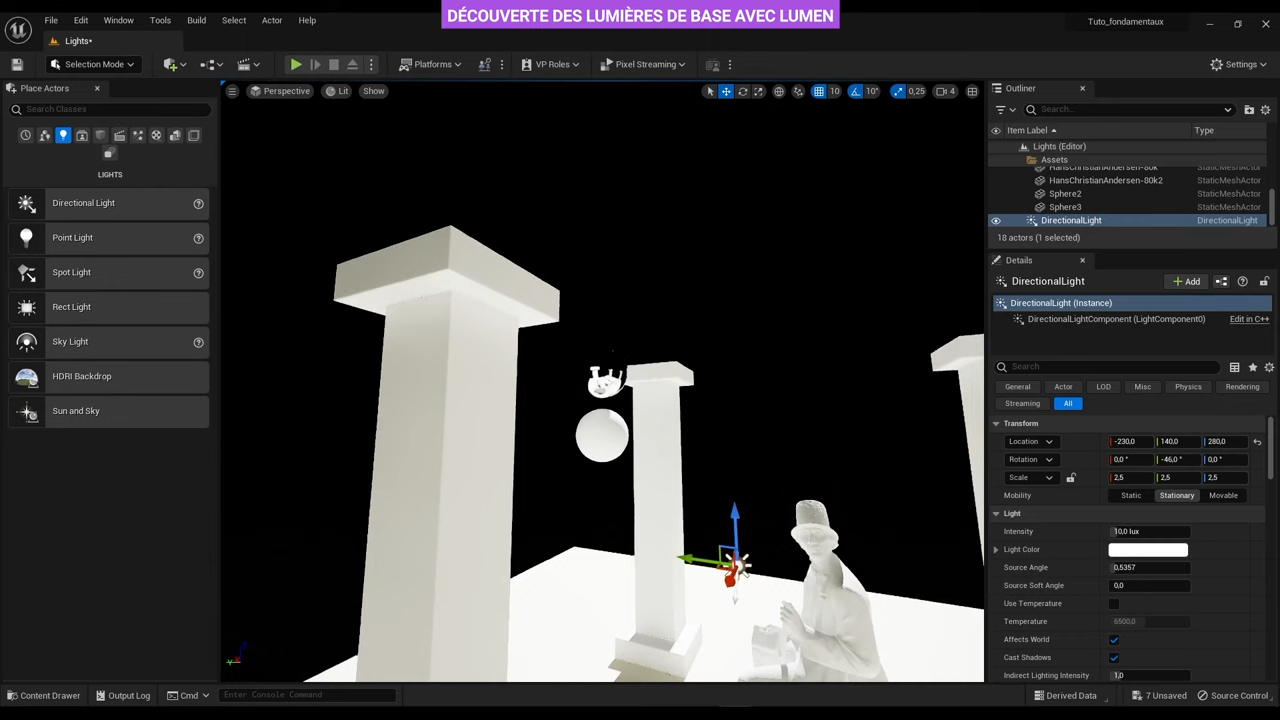 DÉCOUVERTE DES LUMIÈRES DE BASE AVEC LUMEN
File Edit Window Tools Build Select Actor Help
Tuto_fondamentaux
Lights•
Selection Mode
Platforms
VP Roles
Pixel Streaming
Settings
Place Actors
Search Classes
LIGHTS
Directional Light
Point Light
Spot Light
Rect Light
Sky Light
HDRI Backdrop
Sun and Sky
Perspective Lit Show
10 10° 0,25 4
Outliner
Search...
Item Label Type
Lights (Editor)
Assets
HansChristianAndersen-80k StaticMeshActor
HansChristianAndersen-80k2 StaticMeshActor
Sphere2 StaticMeshActor
Sphere3 StaticMeshActor
DirectionalLight DirectionalLight
18 actors (1 selected)
Details
DirectionalLight
Add
DirectionalLight (Instance)
DirectionalLightComponent (LightComponent0) Edit in C++
Search
General Actor LOD Misc Physics Rendering
Streaming All
Transform
Location -230,0 140,0 280,0
Rotation 0,0 ° -46,0 ° 0,0 °
Scale 2,5 2,5 2,5
Mobility Static Stationary Movable
Light
Intensity 10,0 lux
Light Color
Source Angle 0,5357
Source Soft Angle 0,0
Use Temperature
Temperature 6500,0
Affects World
Cast Shadows
Indirect Lighting Intensity 1,0
Content Drawer Output Log Cmd Enter Console Command
Derived Data 7 Unsaved Source Control